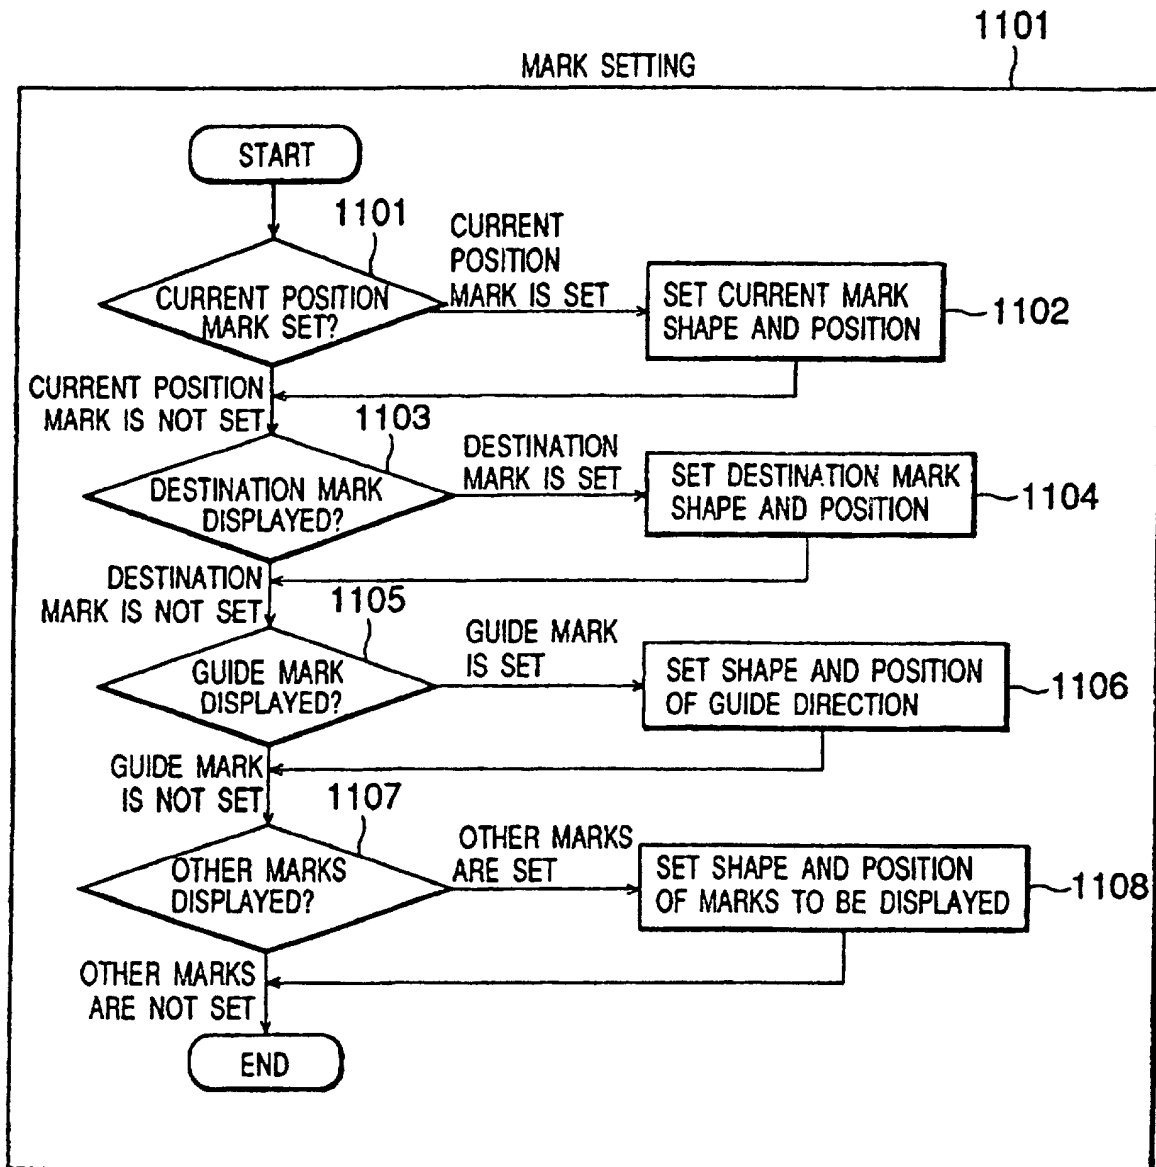 1101
MARK SETTING
START
1101
CURRENT
POSITION
MARK IS SET
CURRENT POSITION
MARK SET?
SET CURRENT MARK
SHAPE AND POSITION
1102
CURRENT POSITION
MARK IS NOT SET
1103
DESTINATION
MARK IS SET
DESTINATION MARK
DISPLAYED?
SET DESTINATION MARK
SHAPE AND POSITION
1104
DESTINATION
MARK IS NOT SET
1105
GUIDE MARK
IS SET
GUIDE MARK
DISPLAYED?
SET SHAPE AND POSITION
OF GUIDE DIRECTION
1106
GUIDE MARK
IS NOT SET
1107
OTHER MARKS
ARE SET
OTHER MARKS
DISPLAYED?
SET SHAPE AND POSITION
OF MARKS TO BE DISPLAYED
1108
OTHER MARKS
ARE NOT SET
END